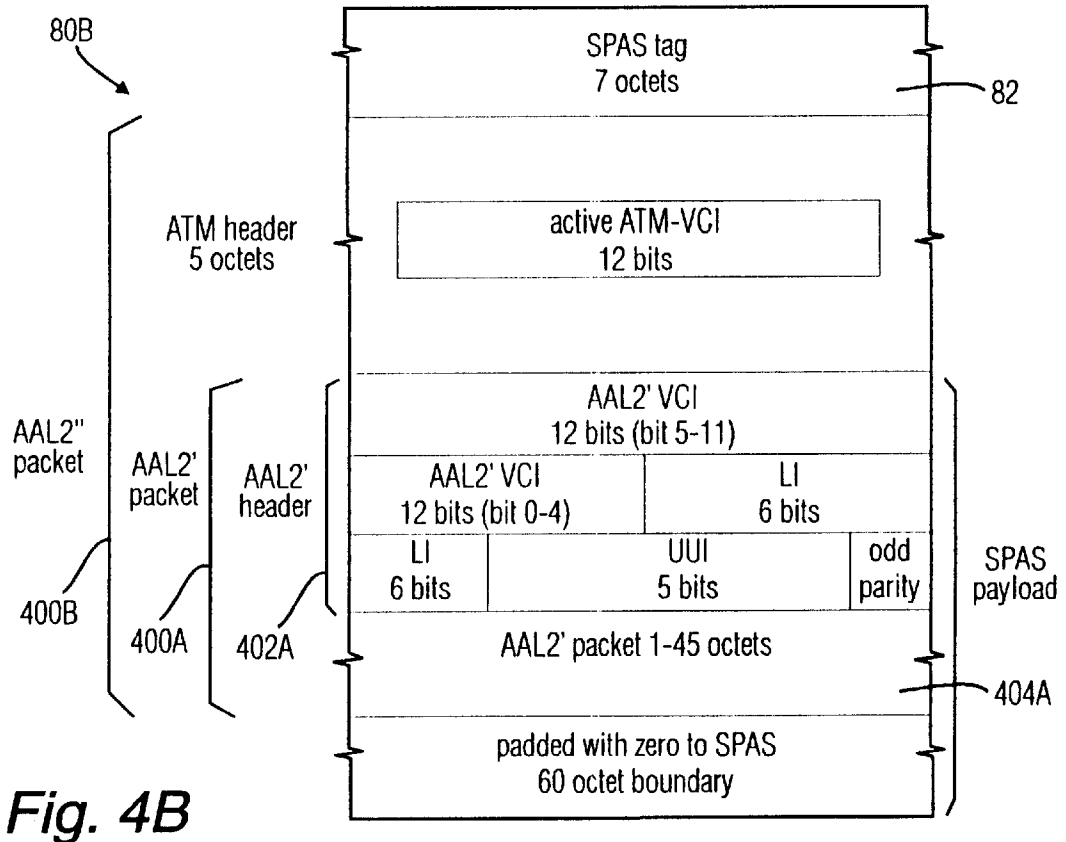 80B
SPAS tag
7 octets
82
ATM header
5 octets
active ATM-VCI
12 bits
AAL2'' packet
AAL2' packet
AAL2' header
AAL2' VCI
12 bits (bit 5-11)
AAL2' VCI
12 bits (bit 0-4)
LI
6 bits
LI
6 bits
UUI
5 bits
odd
parity
SPAS
payload
400B
400A
402A
AAL2' packet 1-45 octets
404A
padded with zero to SPAS
60 octet boundary
Fig. 4B